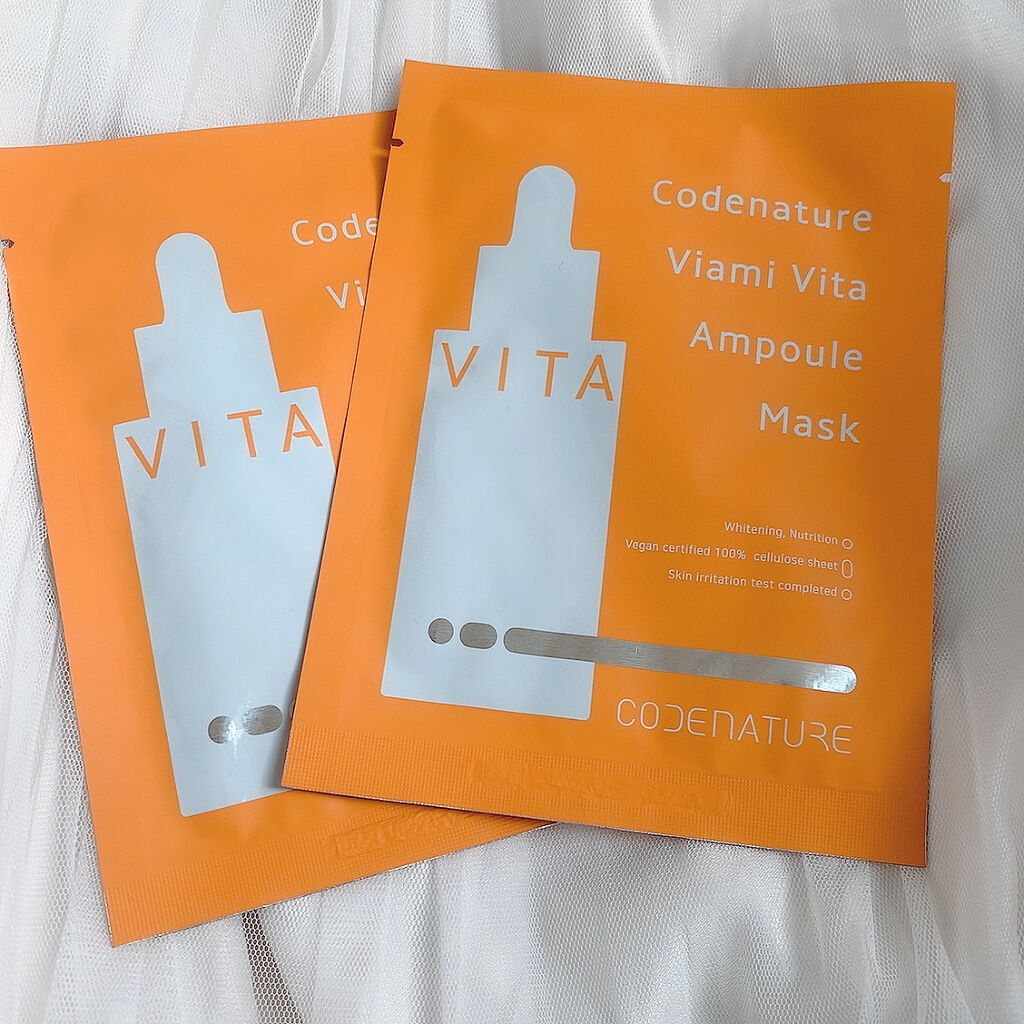 Code
Vi
VITA
Codenature
Viami Vita
Ampoule
Mask
VITA
Whitening, Nutrition
Vegan certified 100% cellulose sheet
Skin irritation test completed
CODENATURE